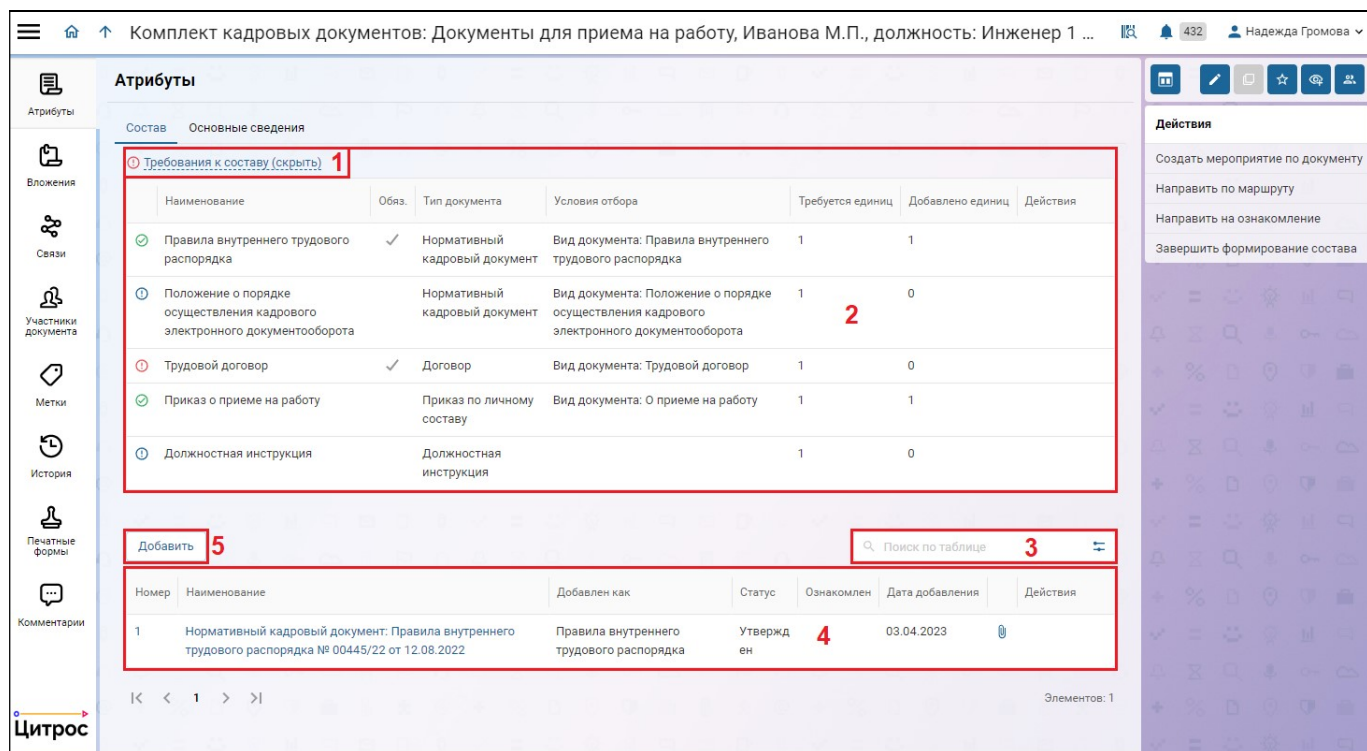 Комплект кадровых документов: Документы для приема на работу, Иванова М.П., должность: Инженер 1 ...
432
Надежда Громова
Атрибуты
Вложения
Связи
Участники
документа
Метки
История
Печатные
формы
Комментарии
Цитрос
Атрибуты
Состав Основные сведения
Требования к составу (скрыть) 1
Наименование Обяз. Тип документа Условия отбора Требуется единиц Добавлено единиц Действия
Правила внутреннего трудового Нормативный Вид документа: Правила внутреннего 1 1
распорядка кадровый документ трудового распорядка
Положение о порядке Нормативный Вид документа: Положение о порядке 1 0
осуществления кадрового кадровый документ осуществления кадрового
электронного документооборота электронного документооборота
2
Трудовой договор Договор Вид документа: Трудовой договор 1 0
Приказ о приеме на работу Приказ по личному Вид документа: О приеме на работу 1 1
составу
Должностная инструкция Должностная 1 0
инструкция
Добавить 5
Поиск по таблице 3
Номер Наименование Добавлен как Статус Ознакомлен Дата добавления Действия
1 Нормативный кадровый документ: Правила внутреннего Правила внутреннего Утвержд 03.04.2023
трудового распорядка № 00445/22 от 12.08.2022 трудового распорядка ен
4
1
Элементов: 1
Действия
Создать мероприятие по документу
Направить по маршруту
Направить на ознакомление
Завершить формирование состава